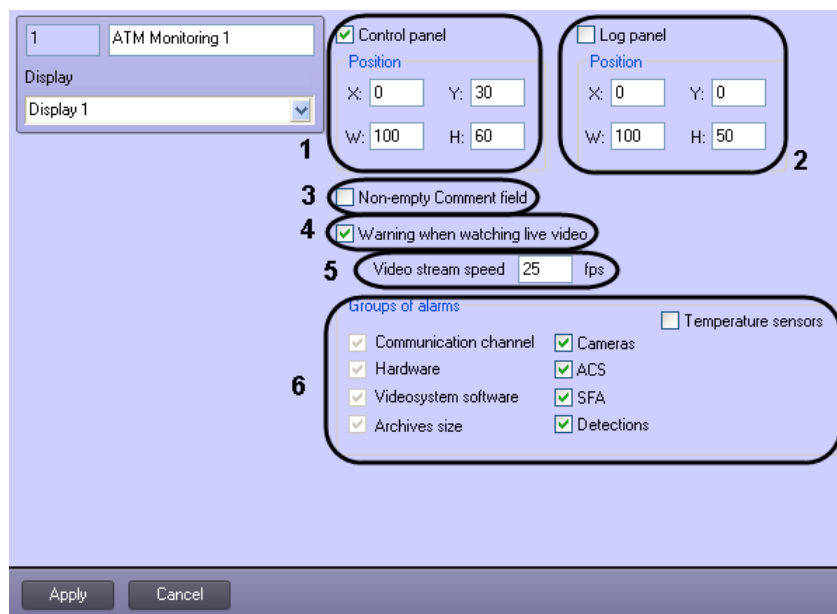 1 ATM Monitoring 1
Display
Display 1
Control panel
Position
X: 0 Y: 30
W: 100 H: 60
1
Log panel
Position
X: 0 Y: 0
W: 100 H: 50
2
3 Non-empty Comment field
4 Warning when watching live video
5 Video stream speed 25 fps
Groups of alarms
Temperature sensors
Communication channel Cameras
Hardware ACS
6 Videosystem software SFA
Archives size Detections
Apply Cancel